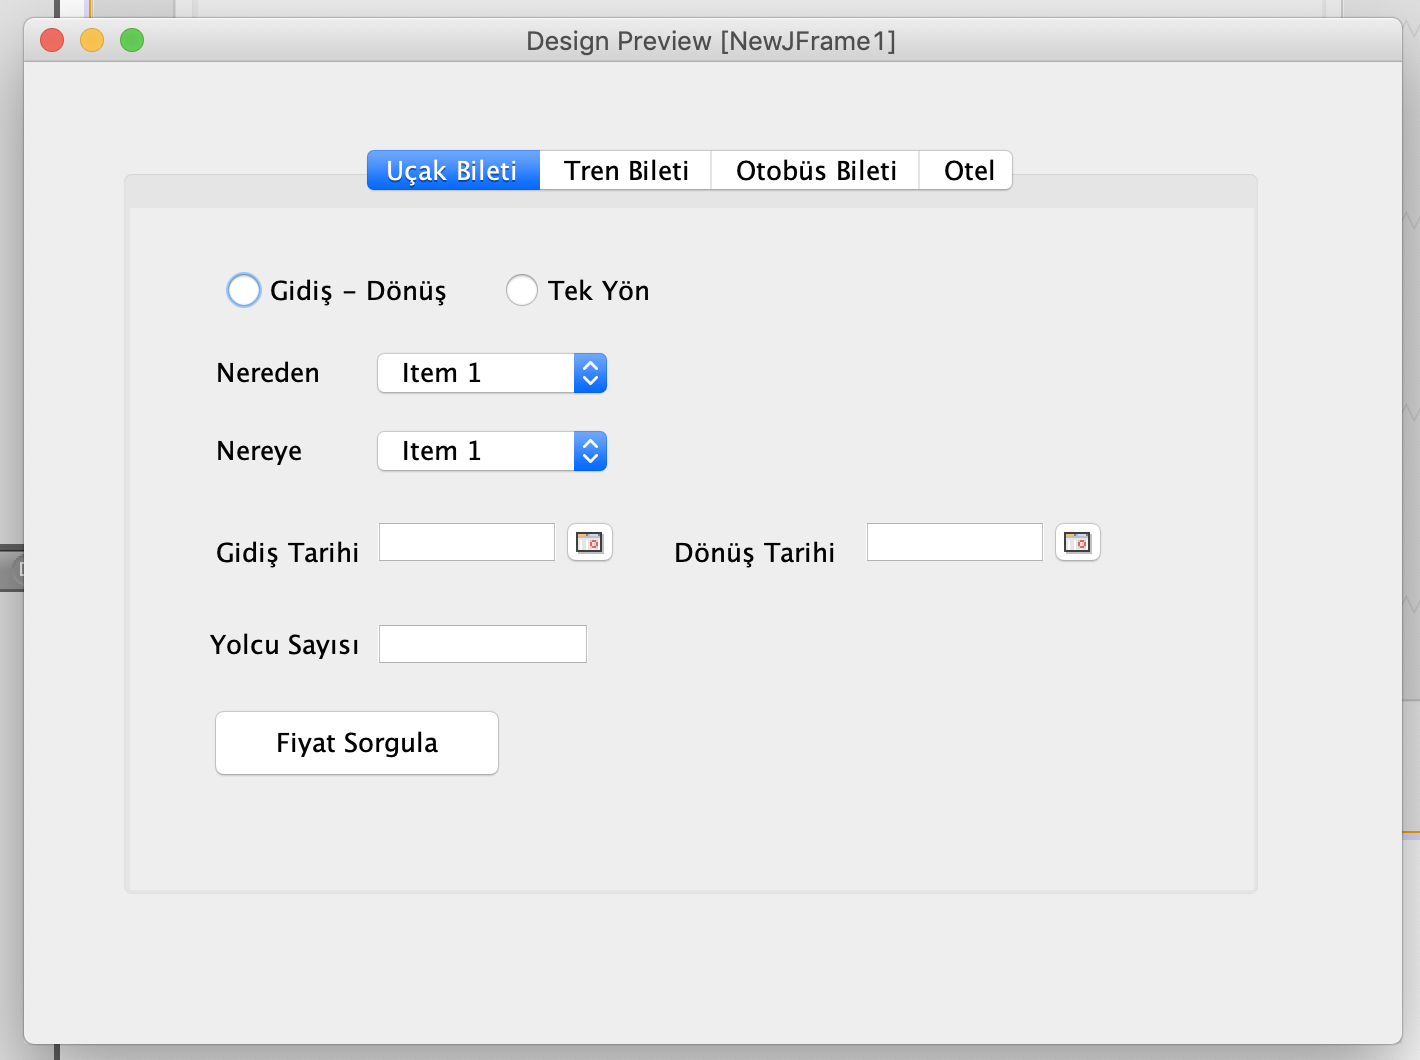 Design Preview [NewJFrame1]
Uçak Bileti Tren Bileti Otobüs Bileti Otel
Gidiş - Dönüş Tek Yön
Nereden Item 1
Nereye Item 1
Gidiş Tarihi Dönüş Tarihi
Yolcu Sayısı
Fiyat Sorgula